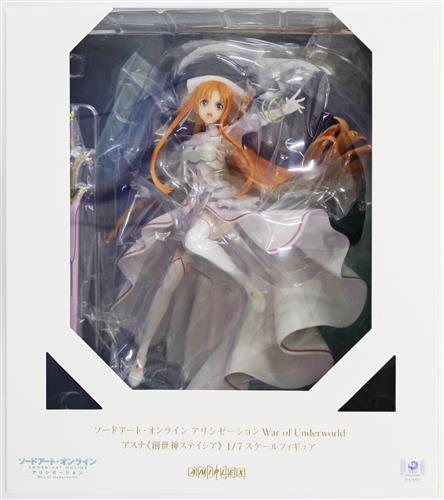 ソードアート・オンライン アリシゼーション War of Underworld
アスナ《創世神ステイシア》 1/7 スケールフィギュア
ソードアート・オンライン
SWORD ART ONLINE
アリシゼーション
War of Underworld
ANIPLEX